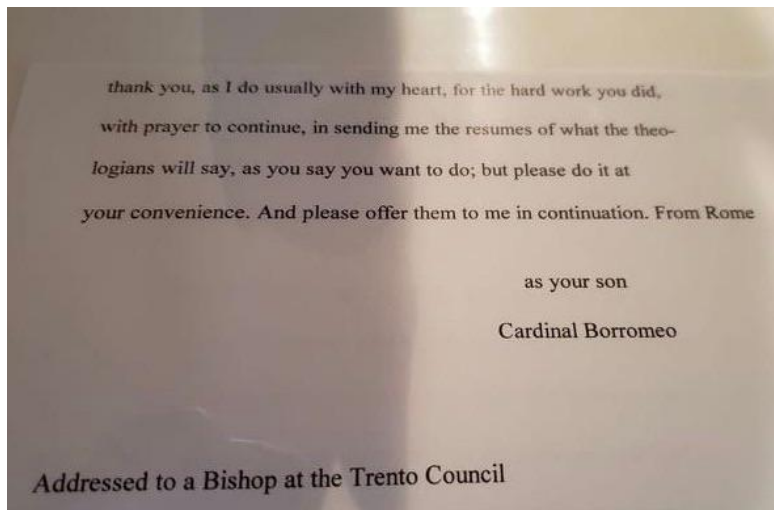 thank you, as I do usually with my heart, for the hard work you did,
with prayer to continue, in sending me the resumes of what the theo-
logians will say, as you say you want to do; but please do it at
your convenience. And please offer them to me in continuation. From Rome
as your son
Cardinal Borromeo
Addressed to a Bishop at the Trento Council